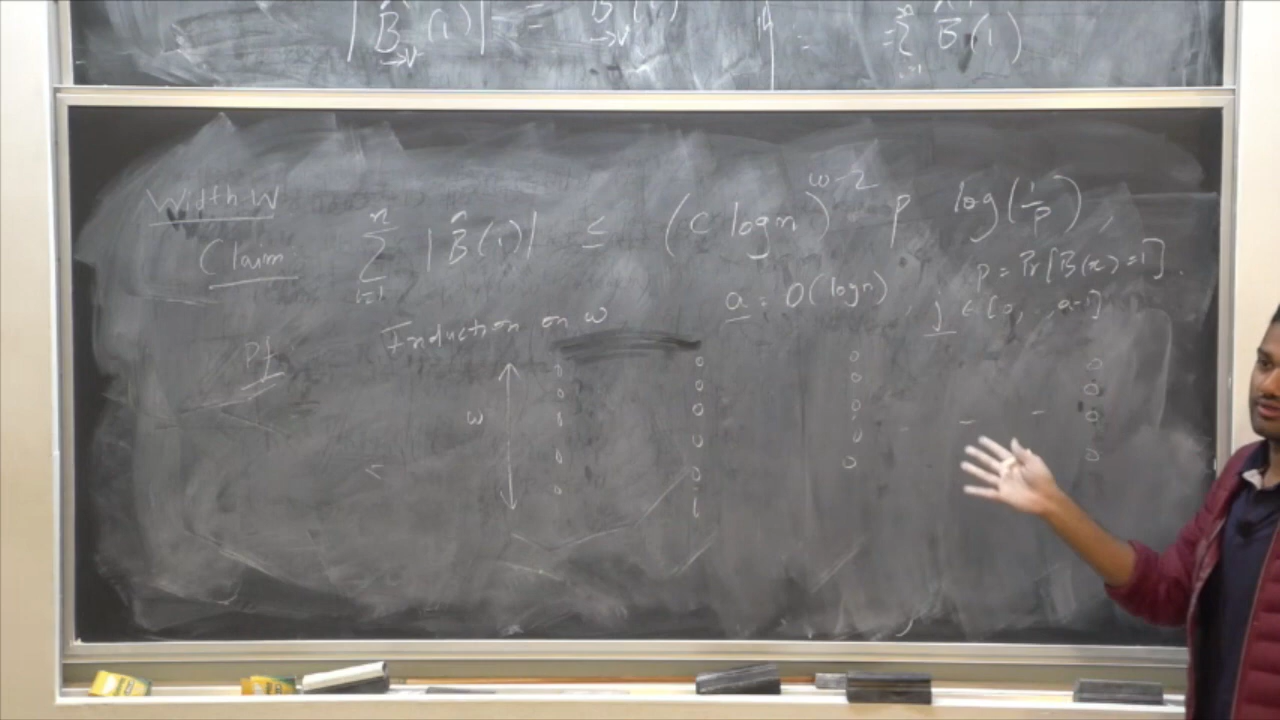 |B̂→v(i)| = B→v(i) = Σ B̂(i))
Width-W
Claim Σ_{i=1}^{n} |B̂(i)| ≤ (C log n)^{ω-2} p log(1/p),
p = Pr[B(x)=1].
a = O(log n) j ∈ {0, .., a-1}
Pf Induction on ω
ω